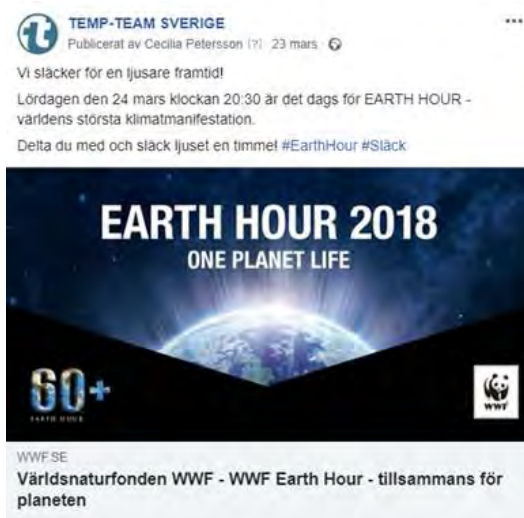 TEMP-TEAM SVERIGE
Publicerat av Cecilia Petersson [?] 23 mars
Vi släcker för en ljusare framtid!
Lördagen den 24 mars klockan 20:30 är det dags för EARTH HOUR -
världens största klimatmanifestation.
Delta du med och släck ljuset en timme! #EarthHour #Släck
EARTH HOUR 2018
ONE PLANET LIFE
60+
EARTH HOUR
WWF
WWF.SE
Världsnaturfonden WWF - WWF Earth Hour - tillsammans för
planeten